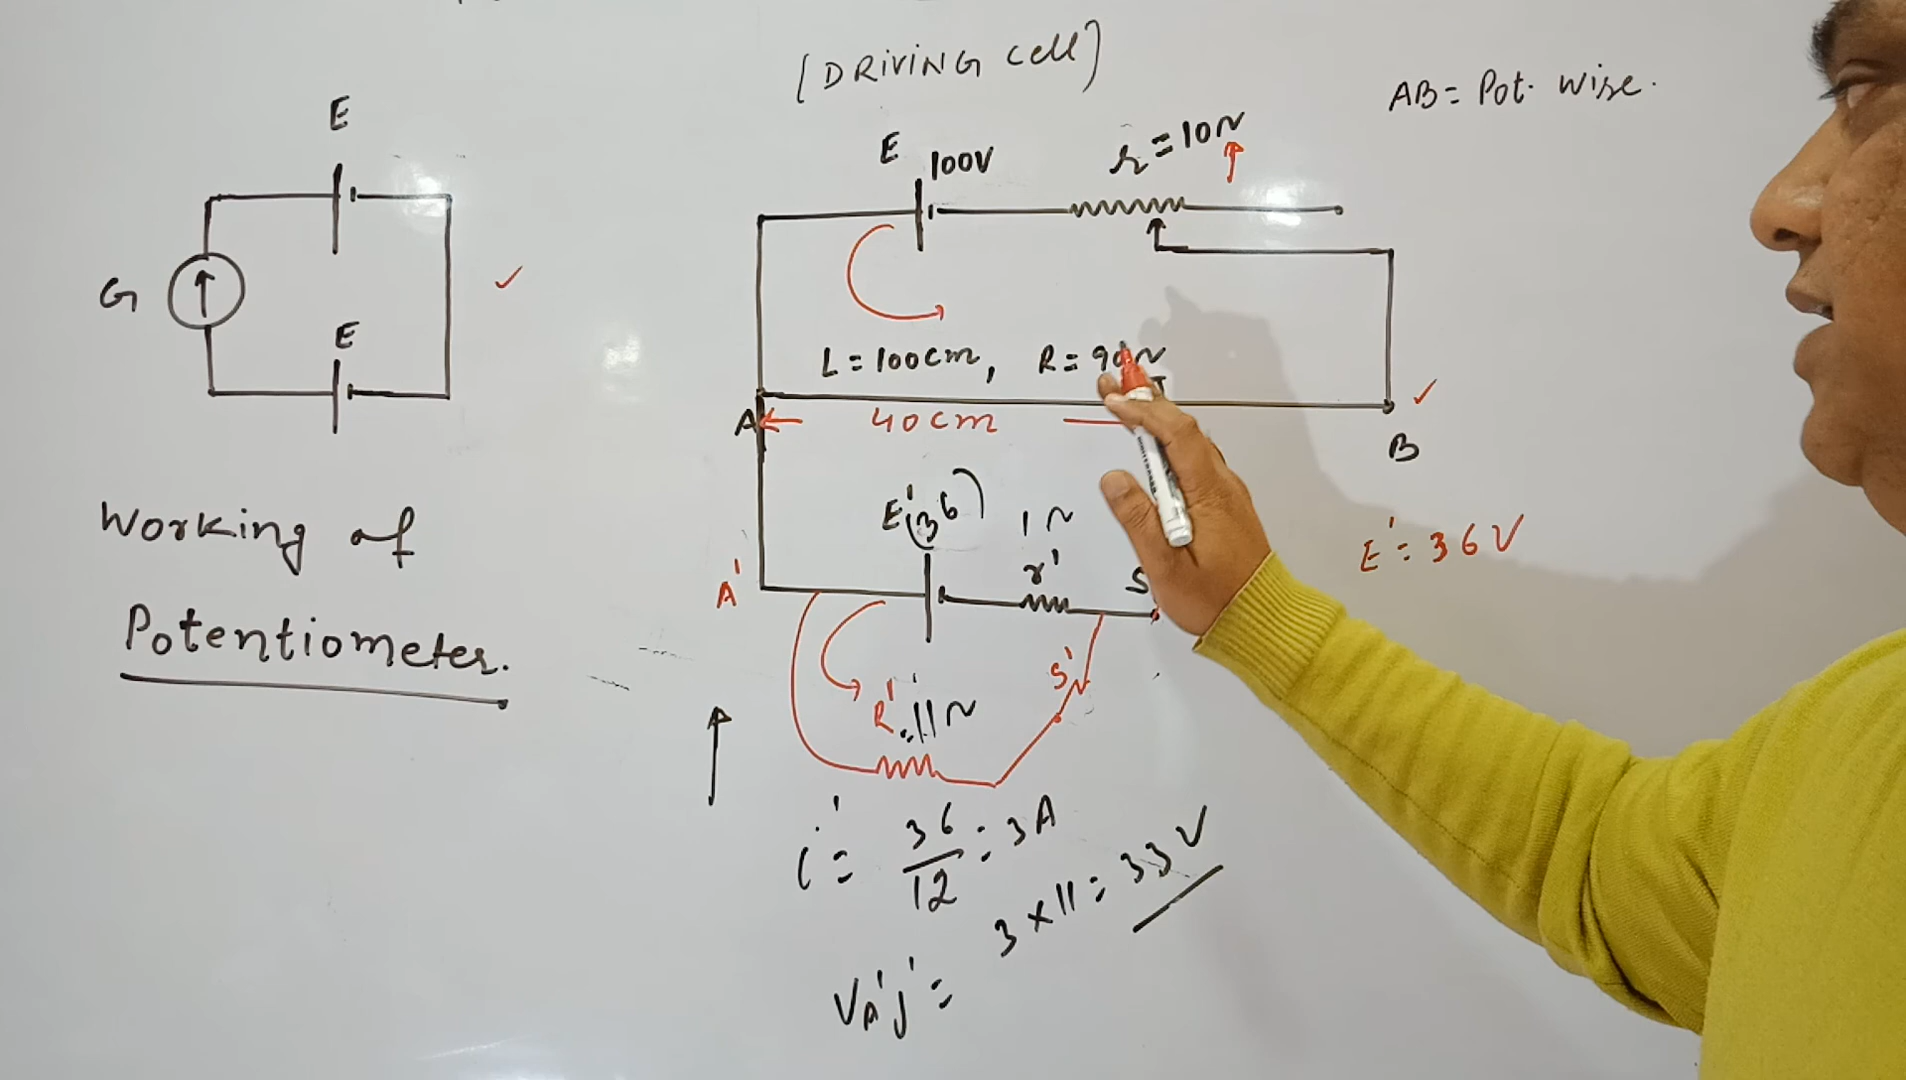 (DRIVING Cell)
AB = Pot. wire.
E
E 100V
r = 10Ω
G
E
L = 100cm, R = 90Ω
A
40cm
B
Working of
Potentiometer.
E'(36)
1Ω
r'
E' = 36V
A'
S
S'
R' = 11Ω
i' = 36/12 = 3A
3 x 11 = 33V
VA'J' =